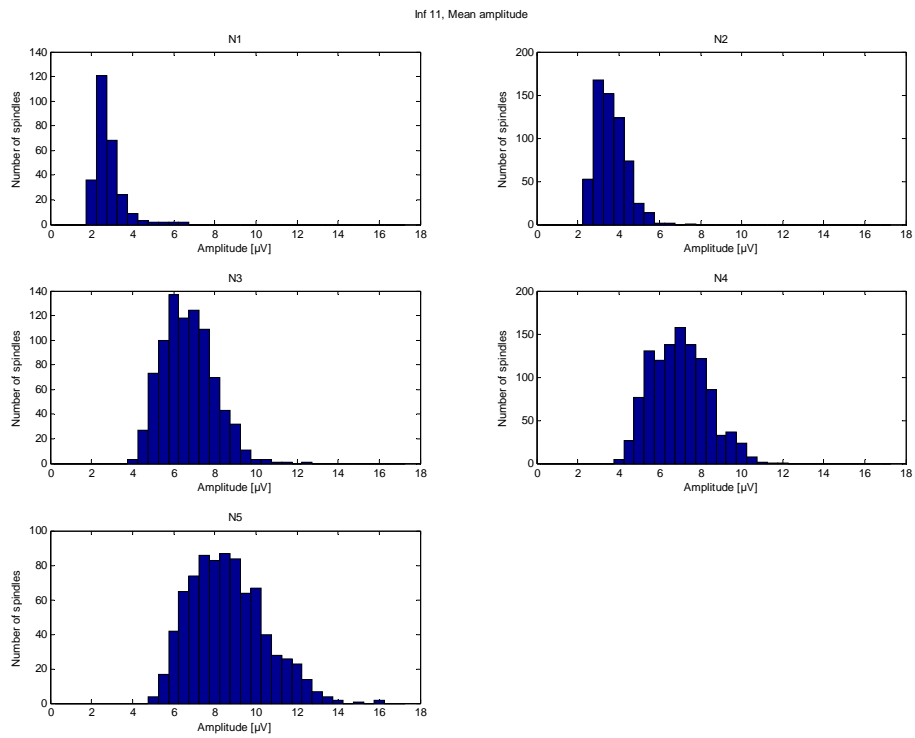 Inf 11, Mean amplitude
N1
140
120
100
80
60
40
20
0
Number of spindles
0 2 4 6 8 10 12 14 16 18
Amplitude [µV]
N2
200
150
100
50
0
Number of spindles
0 2 4 6 8 10 12 14 16 18
Amplitude [µV]
N3
140
120
100
80
60
40
20
0
Number of spindles
0 2 4 6 8 10 12 14 16 18
Amplitude [µV]
N4
200
150
100
50
0
Number of spindles
0 2 4 6 8 10 12 14 16 18
Amplitude [µV]
N5
100
80
60
40
20
0
Number of spindles
0 2 4 6 8 10 12 14 16 18
Amplitude [µV]